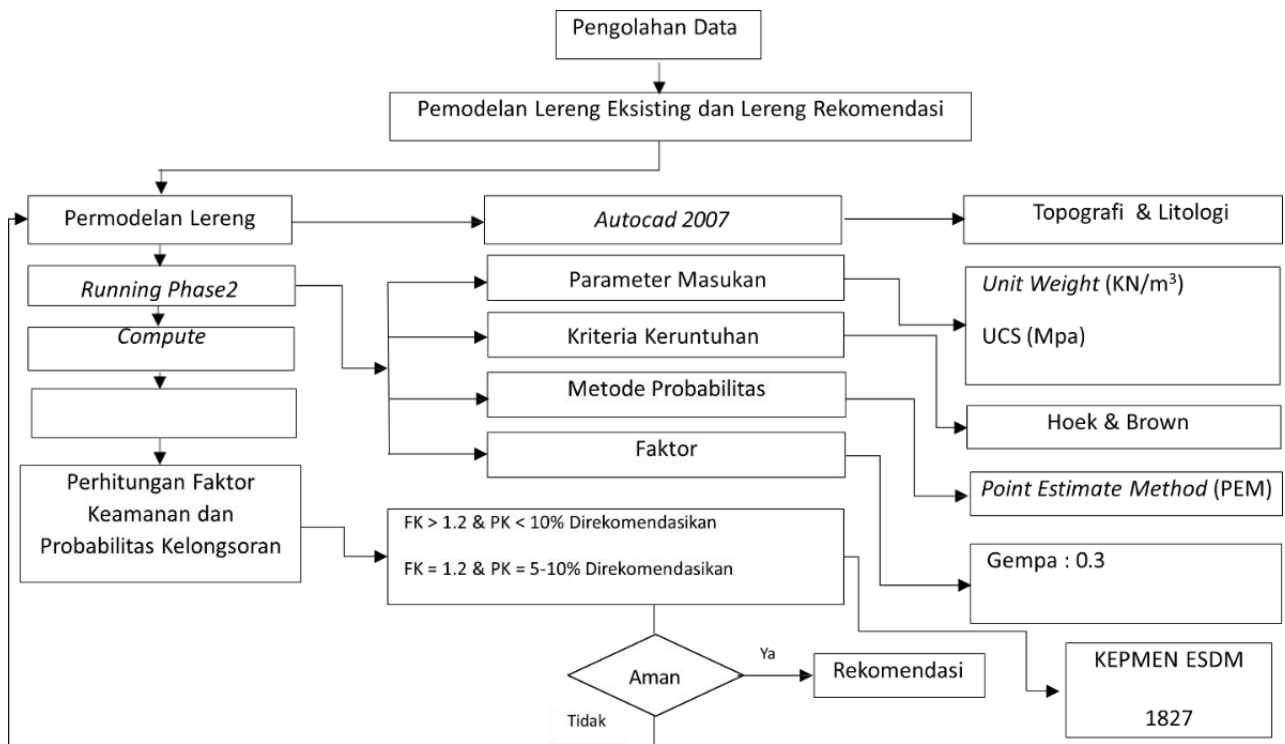 Pengolahan Data
Pemodelan Lereng Eksisting dan Lereng Rekomendasi
Permodelan Lereng
Autocad 2007
Topografi & Litologi
Running Phase2
Parameter Masukan
Unit Weight (KN/m³)
UCS (Mpa)
Compute
Kriteria Keruntuhan
Metode Probabilitas
Hoek & Brown
Faktor
Point Estimate Method (PEM)
Perhitungan Faktor
Keamanan dan
Probabilitas Kelongsoran
FK > 1.2 & PK < 10% Direkomendasikan
FK = 1.2 & PK = 5-10% Direkomendasikan
Gempa : 0.3
Aman
Ya
Rekomendasi
KEPMEN ESDM
1827
Tidak